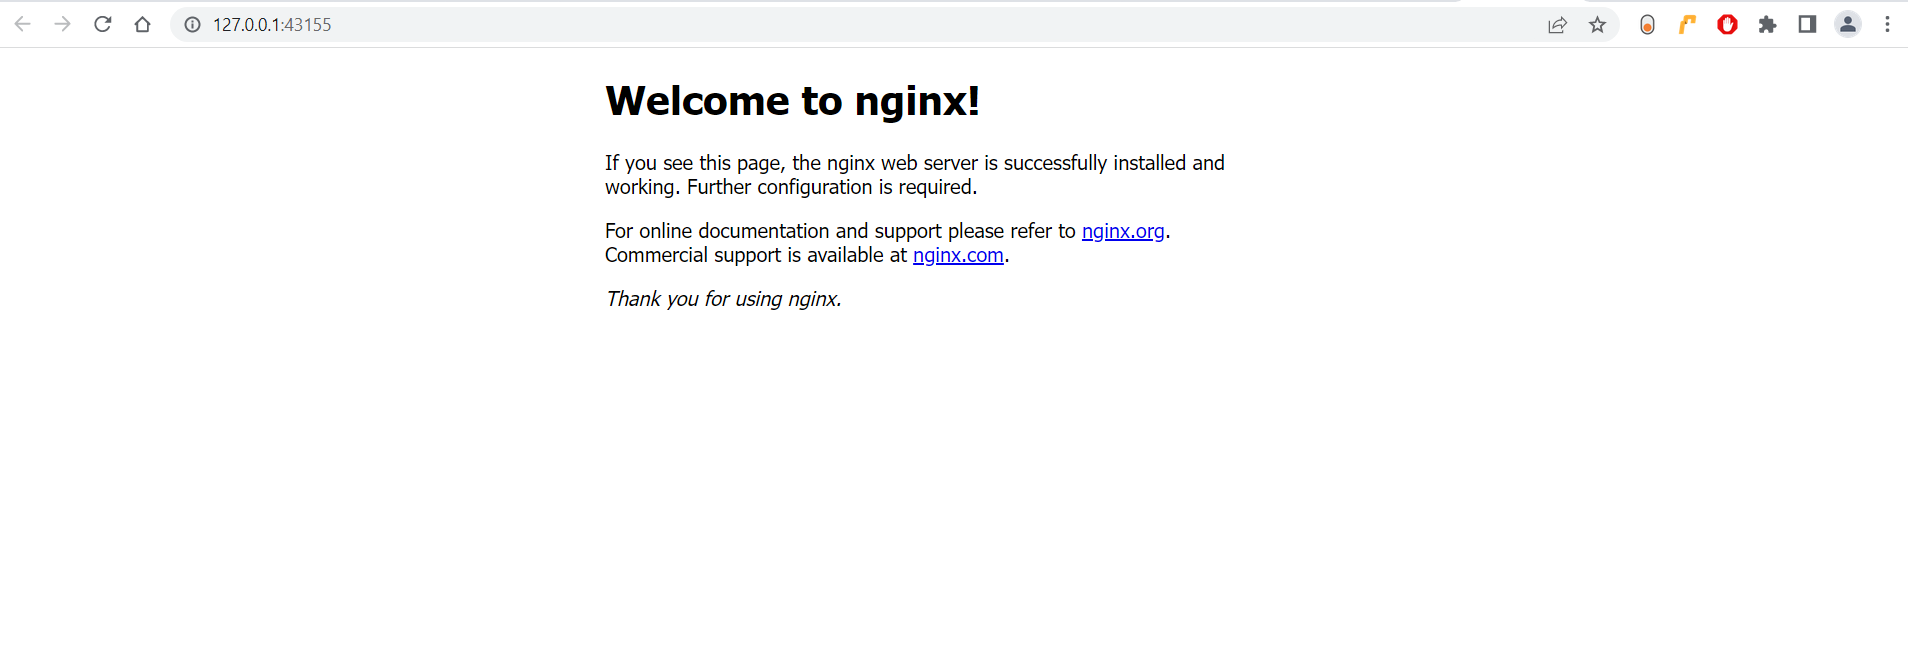 127.0.0.1:43155
Welcome to nginx!
If you see this page, the nginx web server is successfully installed and
working. Further configuration is required.
For online documentation and support please refer to nginx.org.
Commercial support is available at nginx.com.
Thank you for using nginx.